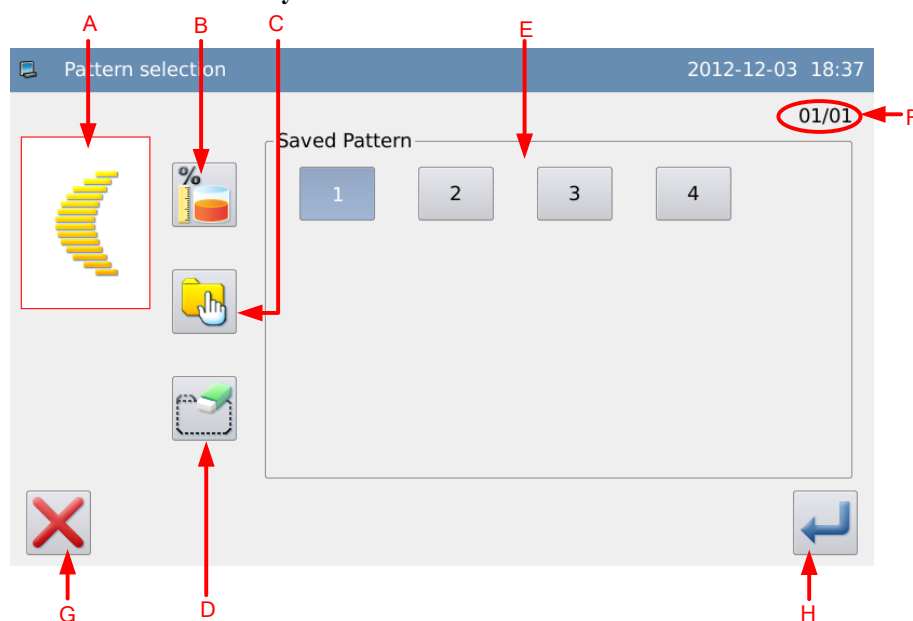 A B C E
Pattern selection 2012-12-03 18:37
01/01
F
Saved Pattern
%
1 2 3 4
G D H